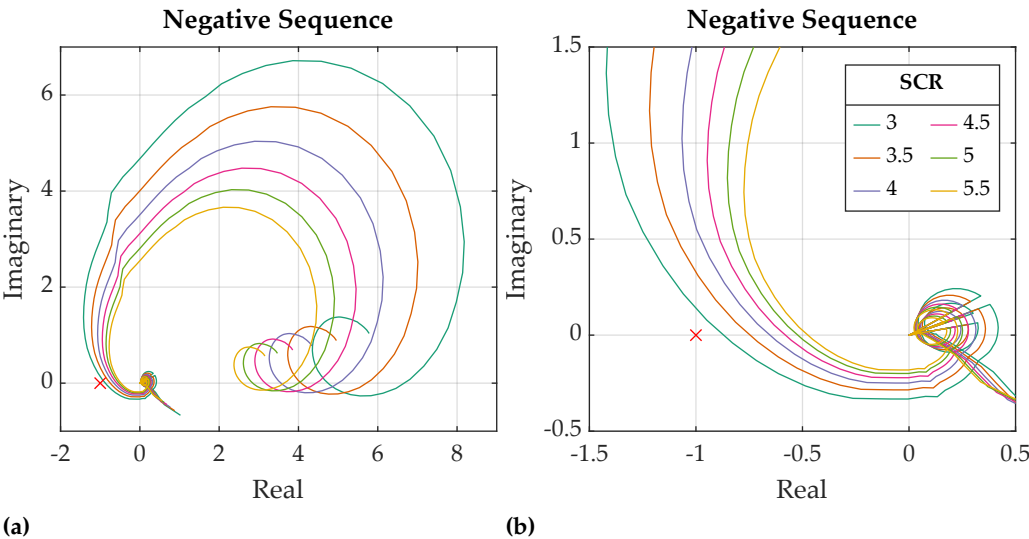 Negative Sequence
Imaginary
6
4
2
0
-2 0 2 4 6 8
Real
(a)
Negative Sequence
Imaginary
1.5
1
0.5
0
-0.5
-1.5 -1 -0.5 0 0.5
Real
SCR
3 4.5
3.5 5
4 5.5
(b)